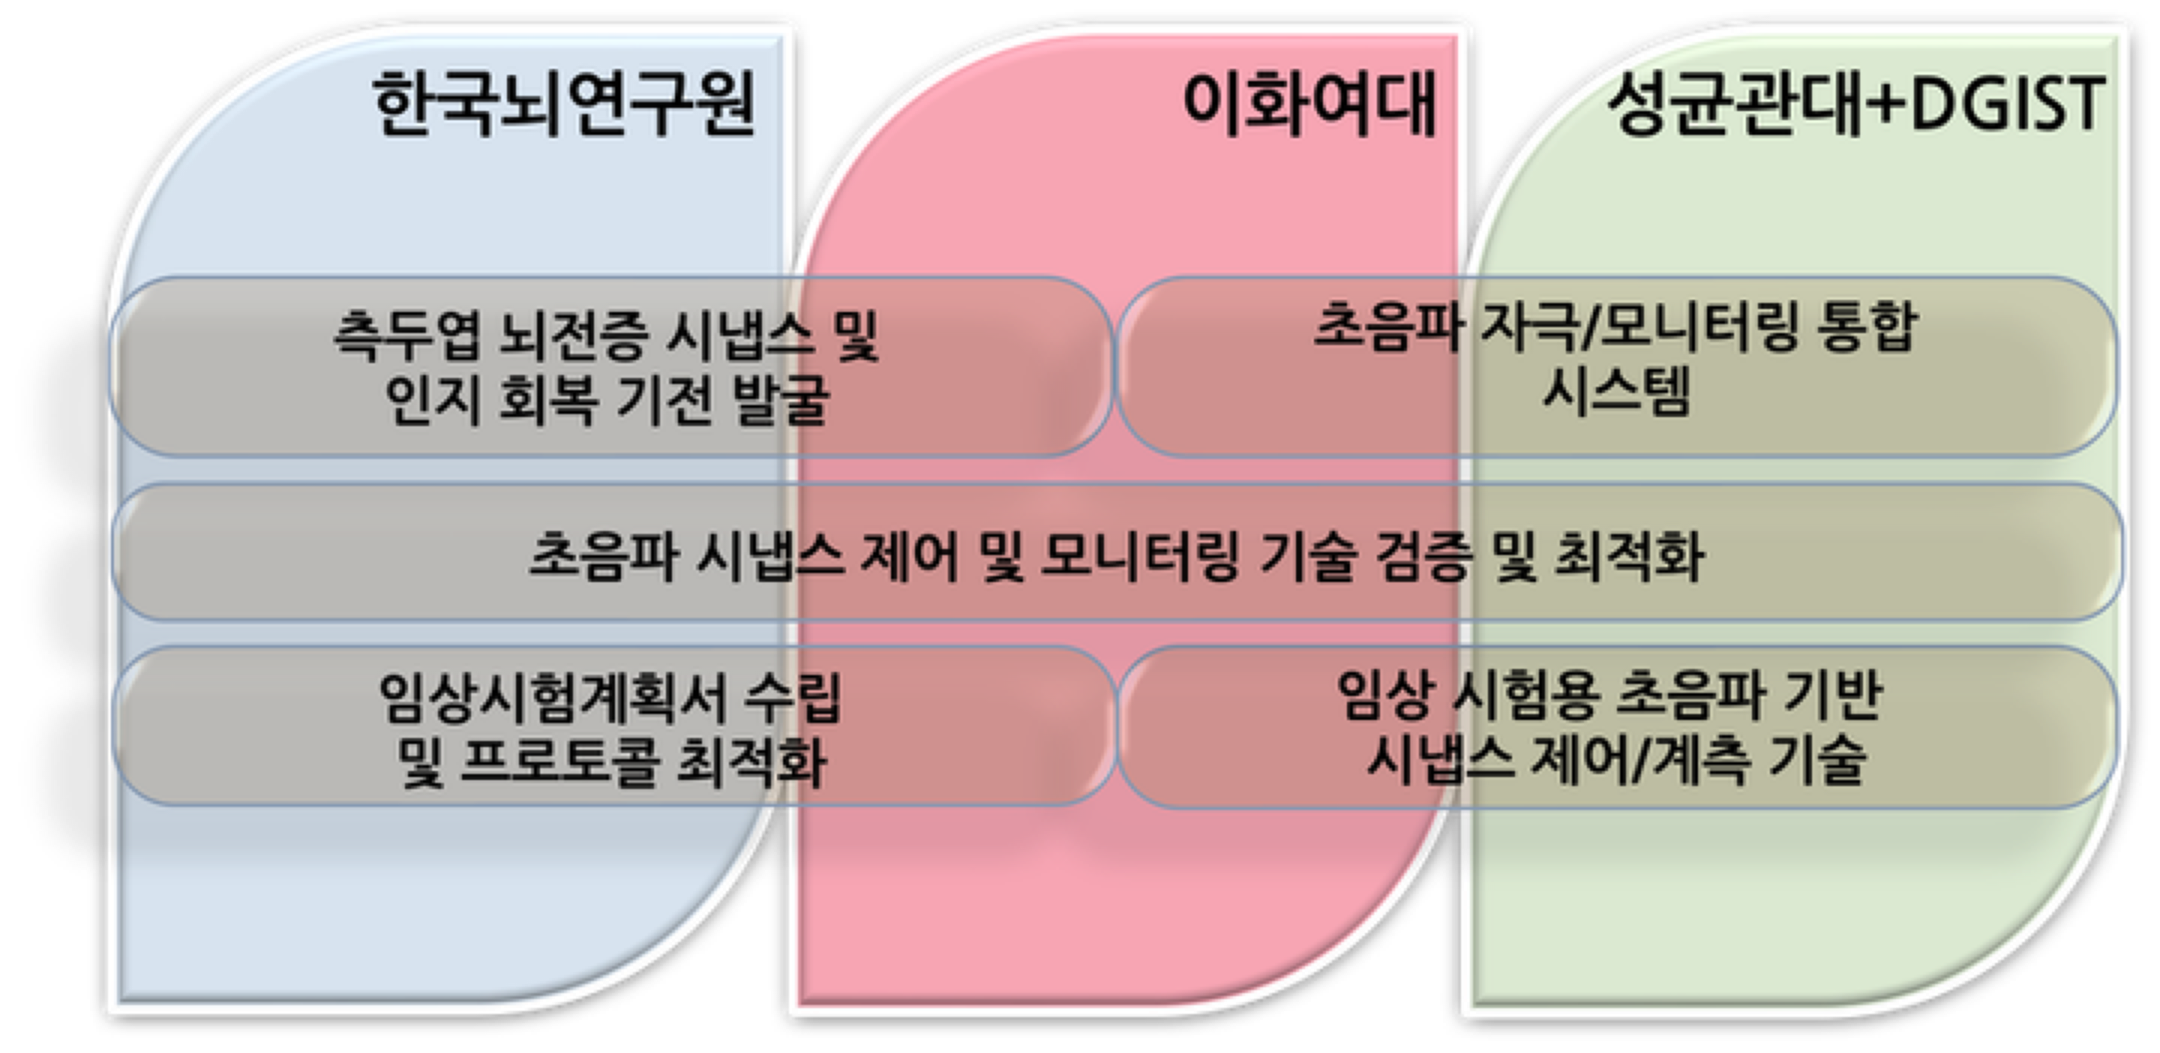 한국뇌연구원
이화여대
성균관대+DGIST
측두엽 뇌전증 시냅스 및
인지 회복 기전 발굴
초음파 자극/모니터링 통합
시스템
초음파 시냅스 제어 및 모니터링 기술 검증 및 최적화
임상시험계획서 수립
및 프로토콜 최적화
임상 시험용 초음파 기반
시냅스 제어/계측 기술